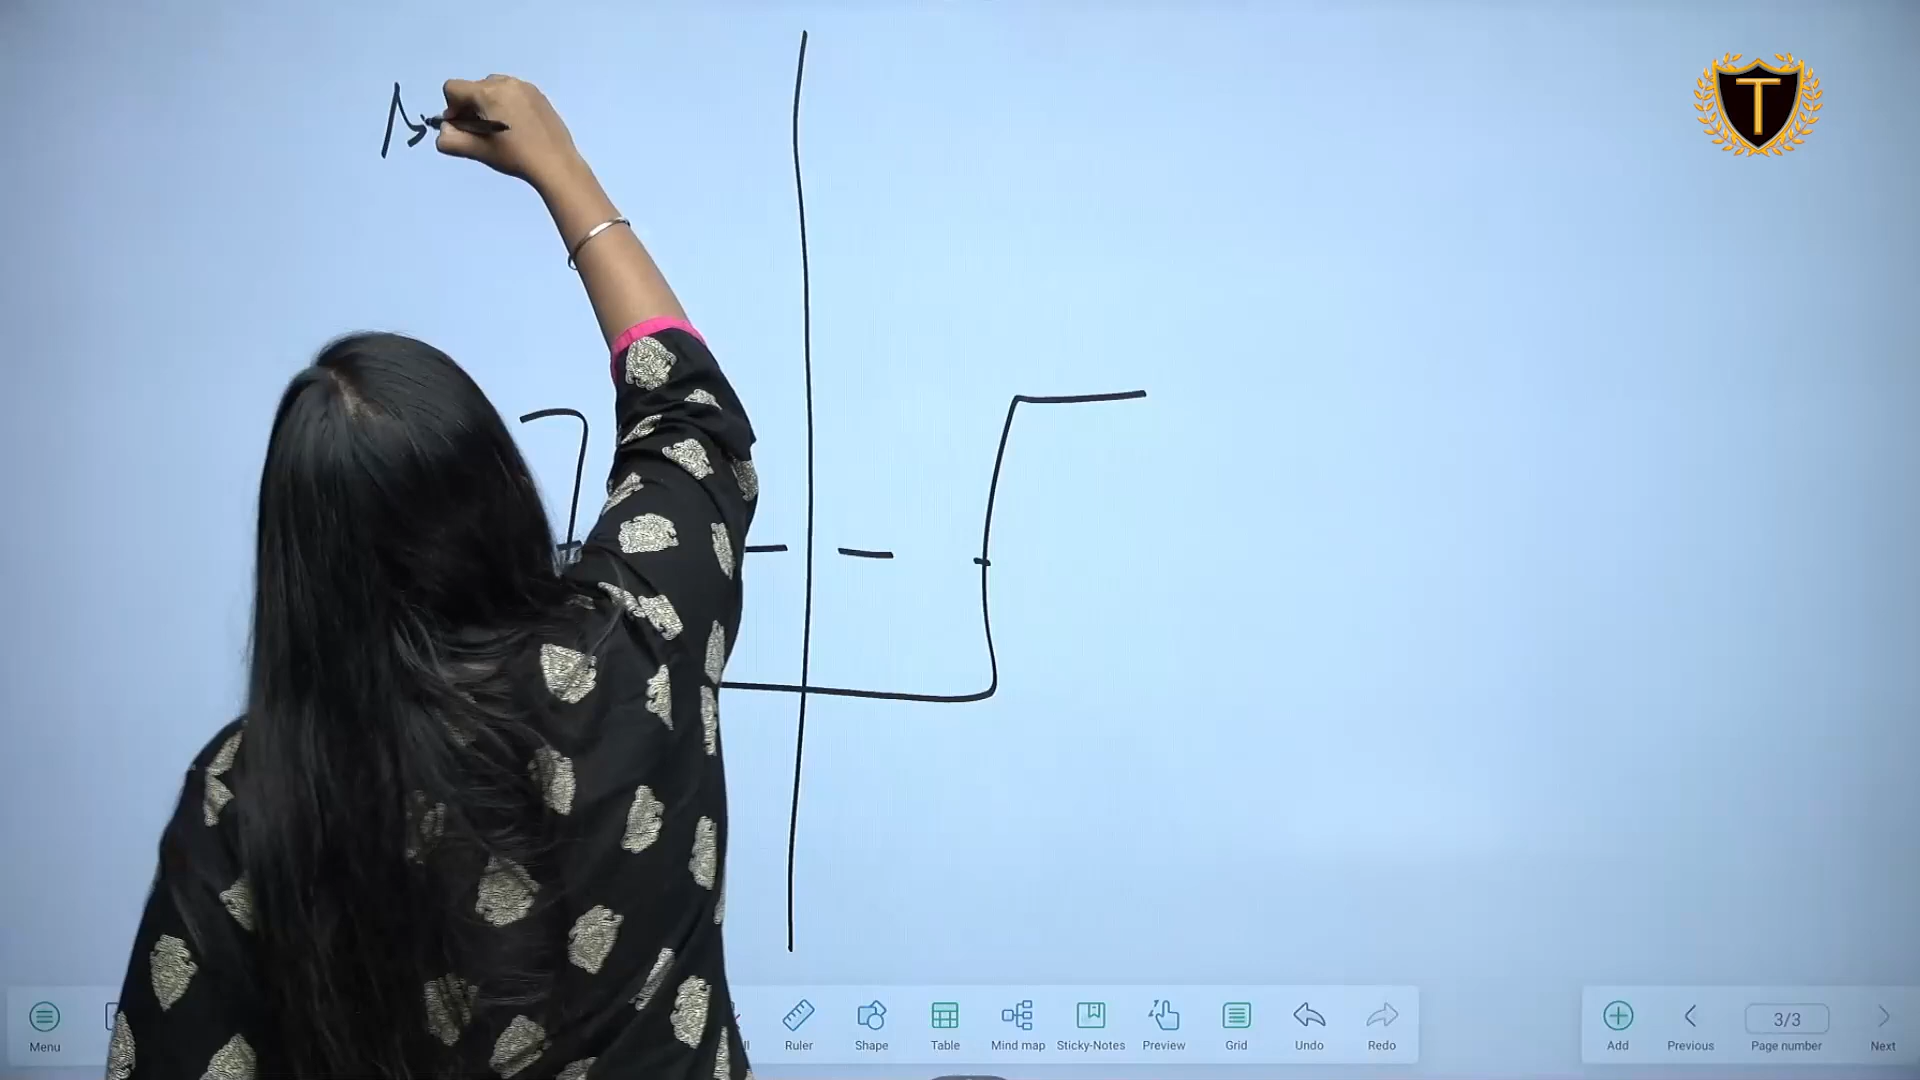 T
Menu
Ruler
Shape
Table
Mind map
Sticky-Notes
Preview
Grid
Undo
Redo
Add
Previous
3/3
Page number
Next